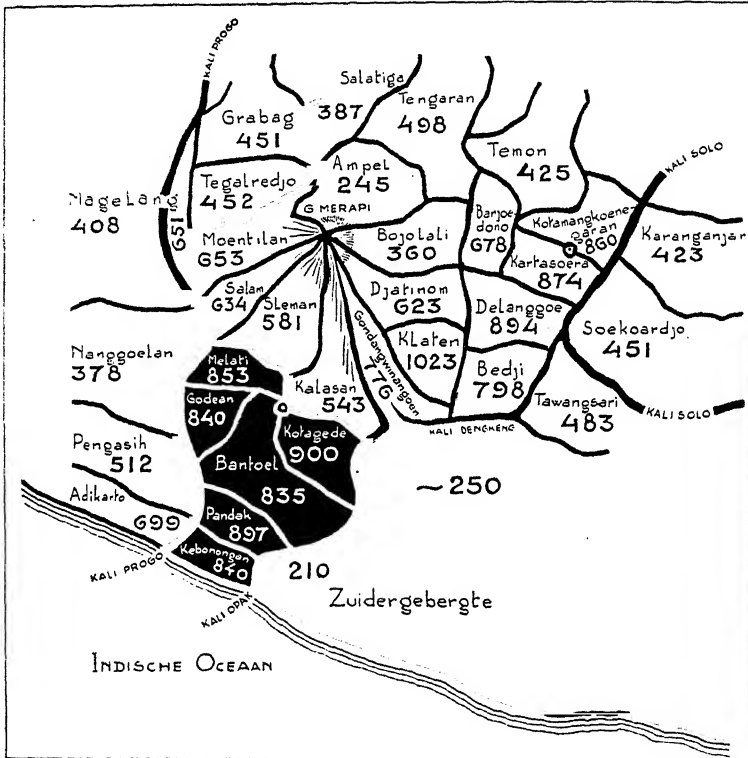 KALI PROGO
Salatiga
387
Tengaran
498
Grabag
451
Temon
425
KALI SOLO
Ampel
245
Tegalredjo
452
Magelang
408
651
G MERAPI
Moentilan
653
Bojolali
360
Banjoe-
dono
678
Kotamangkoene-
garan
860
Karanganjar
423
Kartasoera
874
Salam
634
Sleman
581
Djatinom
623
Delanggoe
894
Gondangwinangoen
776
Klaten
1023
Soekoardjo
451
Nanggoelan
378
Melati
853
Bedji
798
Kalasan
543
Godean
840
Tawangsari
483
KALI SOLO
KALI DENGKENG
Kotagede
900
Pengasih
512
Bantoel
835
~250
Adikarto
699
Pandak
897
Kebonongan
840
210
KALI PROGO
KALI OPAK
Zuidergebergte
INDISCHE OCEAAN